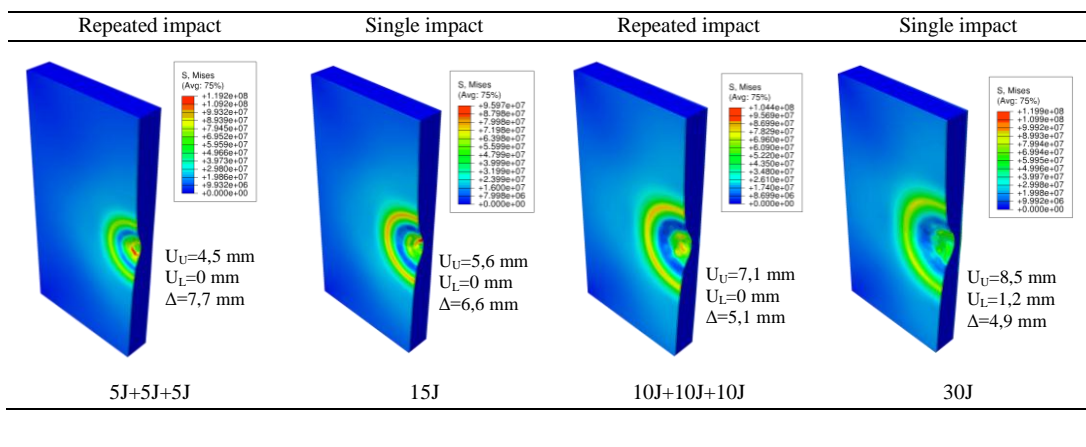 Repeated impact
Single impact
Repeated impact
Single impact
S, Mises
(Avg: 75%)
+1.192e+08
+1.092e+08
+9.932e+07
+8.939e+07
+7.945e+07
+6.952e+07
+5.959e+07
+4.966e+07
+3.973e+07
+2.980e+07
+1.986e+07
+9.932e+06
+0.000e+00
U_U=4,5 mm
U_L=0 mm
Δ=7,7 mm
S, Mises
(Avg: 75%)
+9.597e+07
+8.798e+07
+7.998e+07
+7.198e+07
+6.398e+07
+5.599e+07
+4.799e+07
+3.999e+07
+3.199e+07
+2.399e+07
+1.600e+07
+7.998e+06
+0.000e+00
U_U=5,6 mm
U_L=0 mm
Δ=6,6 mm
S, Mises
(Avg: 75%)
+1.044e+08
+9.569e+07
+8.699e+07
+7.829e+07
+6.960e+07
+6.090e+07
+5.220e+07
+4.350e+07
+3.480e+07
+2.610e+07
+1.740e+07
+8.699e+06
+0.000e+00
U_U=7,1 mm
U_L=0 mm
Δ=5,1 mm
S, Mises
(Avg: 75%)
+1.199e+08
+1.099e+08
+9.992e+07
+8.993e+07
+7.994e+07
+6.994e+07
+5.995e+07
+4.996e+07
+3.997e+07
+2.998e+07
+1.998e+07
+9.992e+06
+0.000e+00
U_U=8,5 mm
U_L=1,2 mm
Δ=4,9 mm
5J+5J+5J
15J
10J+10J+10J
30J